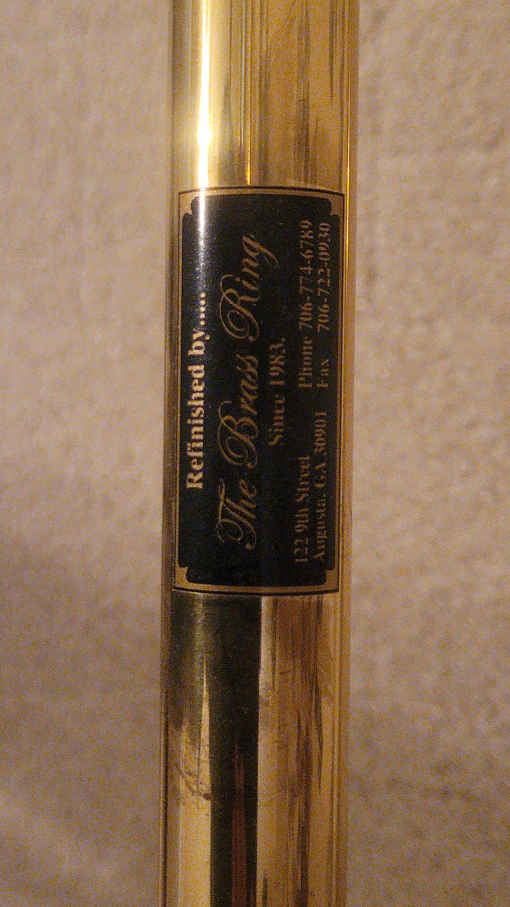 Refinished by.....
The Brass Ring
Since 1983.
122 9th Street Phone 706-774-6789
Augusta, GA 30901 Fax 706-722-0930